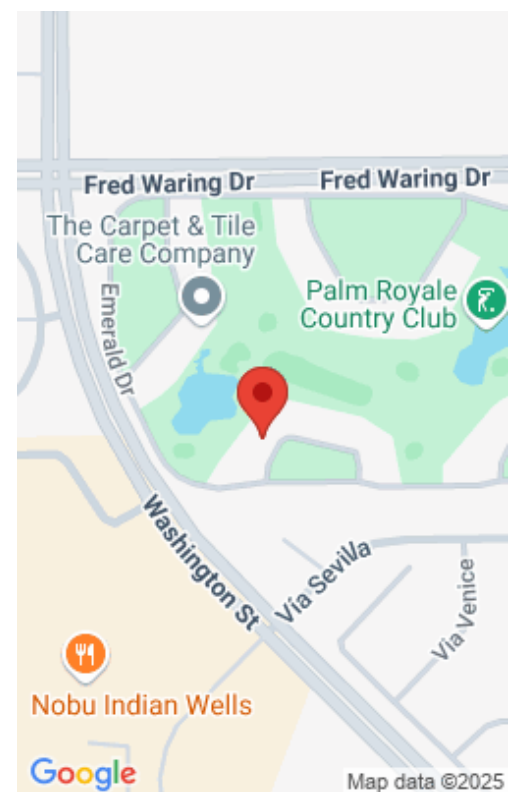 Fred Waring Dr
Fred Waring Dr
The Carpet & Tile
Care Company
Palm Royale
Country Club
Emerald Dr
Washington St
Via Sevilla
Via Venice
Nobu Indian Wells
Google
Map data ©2025